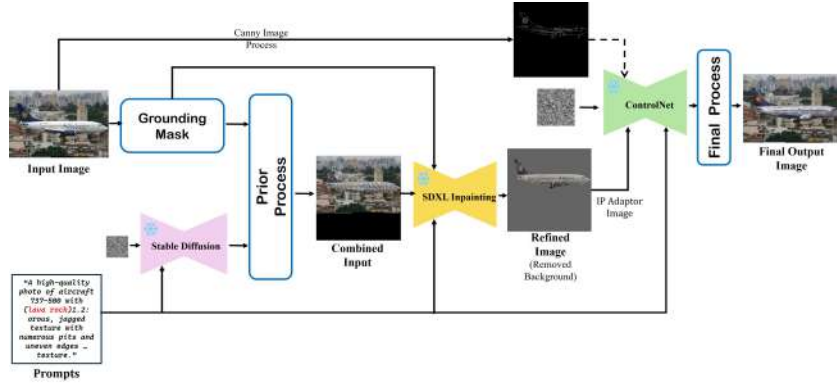 Canny Image
Process
Input Image
Grounding
Mask
Prior
Process
Stable Diffusion
Combined
Input
SDXL Inpainting
Refined
Image
(Removed
Background)
IP Adaptor
Image
ControlNet
Final Process
Final Output
Image
"A high-quality
photo of aircraft
737-500 with
(lava rock)1.2:
orous, jagged
texture with
numerous pits and
uneven edges …
texture."
Prompts